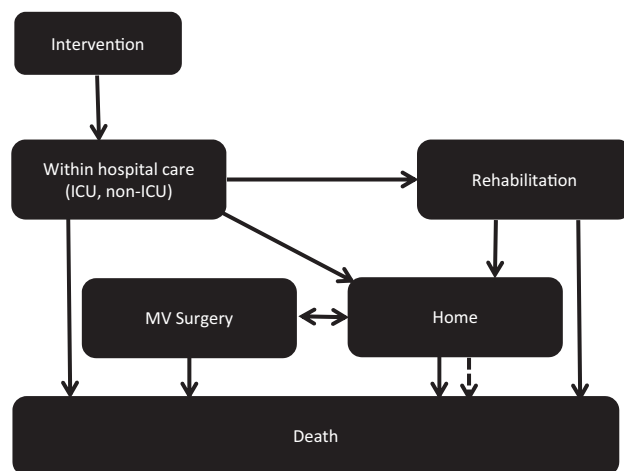 Intervention
Within hospital care
(ICU, non-ICU)
Rehabilitation
MV Surgery
Home
Death